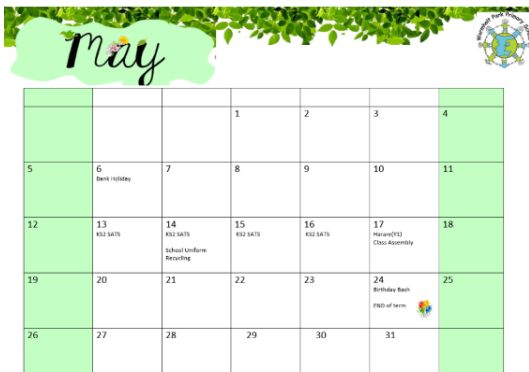 May
1 2 3 4
5 6 7 8 9 10 11
Bank Holiday
12 13 14 15 16 17 18
KS2 SATS KS2 SATS KS2 SATS KS2 SATS Harare(Y1)
Class Assembly
School Uniform
Recycling
19 20 21 22 23 24 25
Birthday Bash
END of term
26 27 28 29 30 31